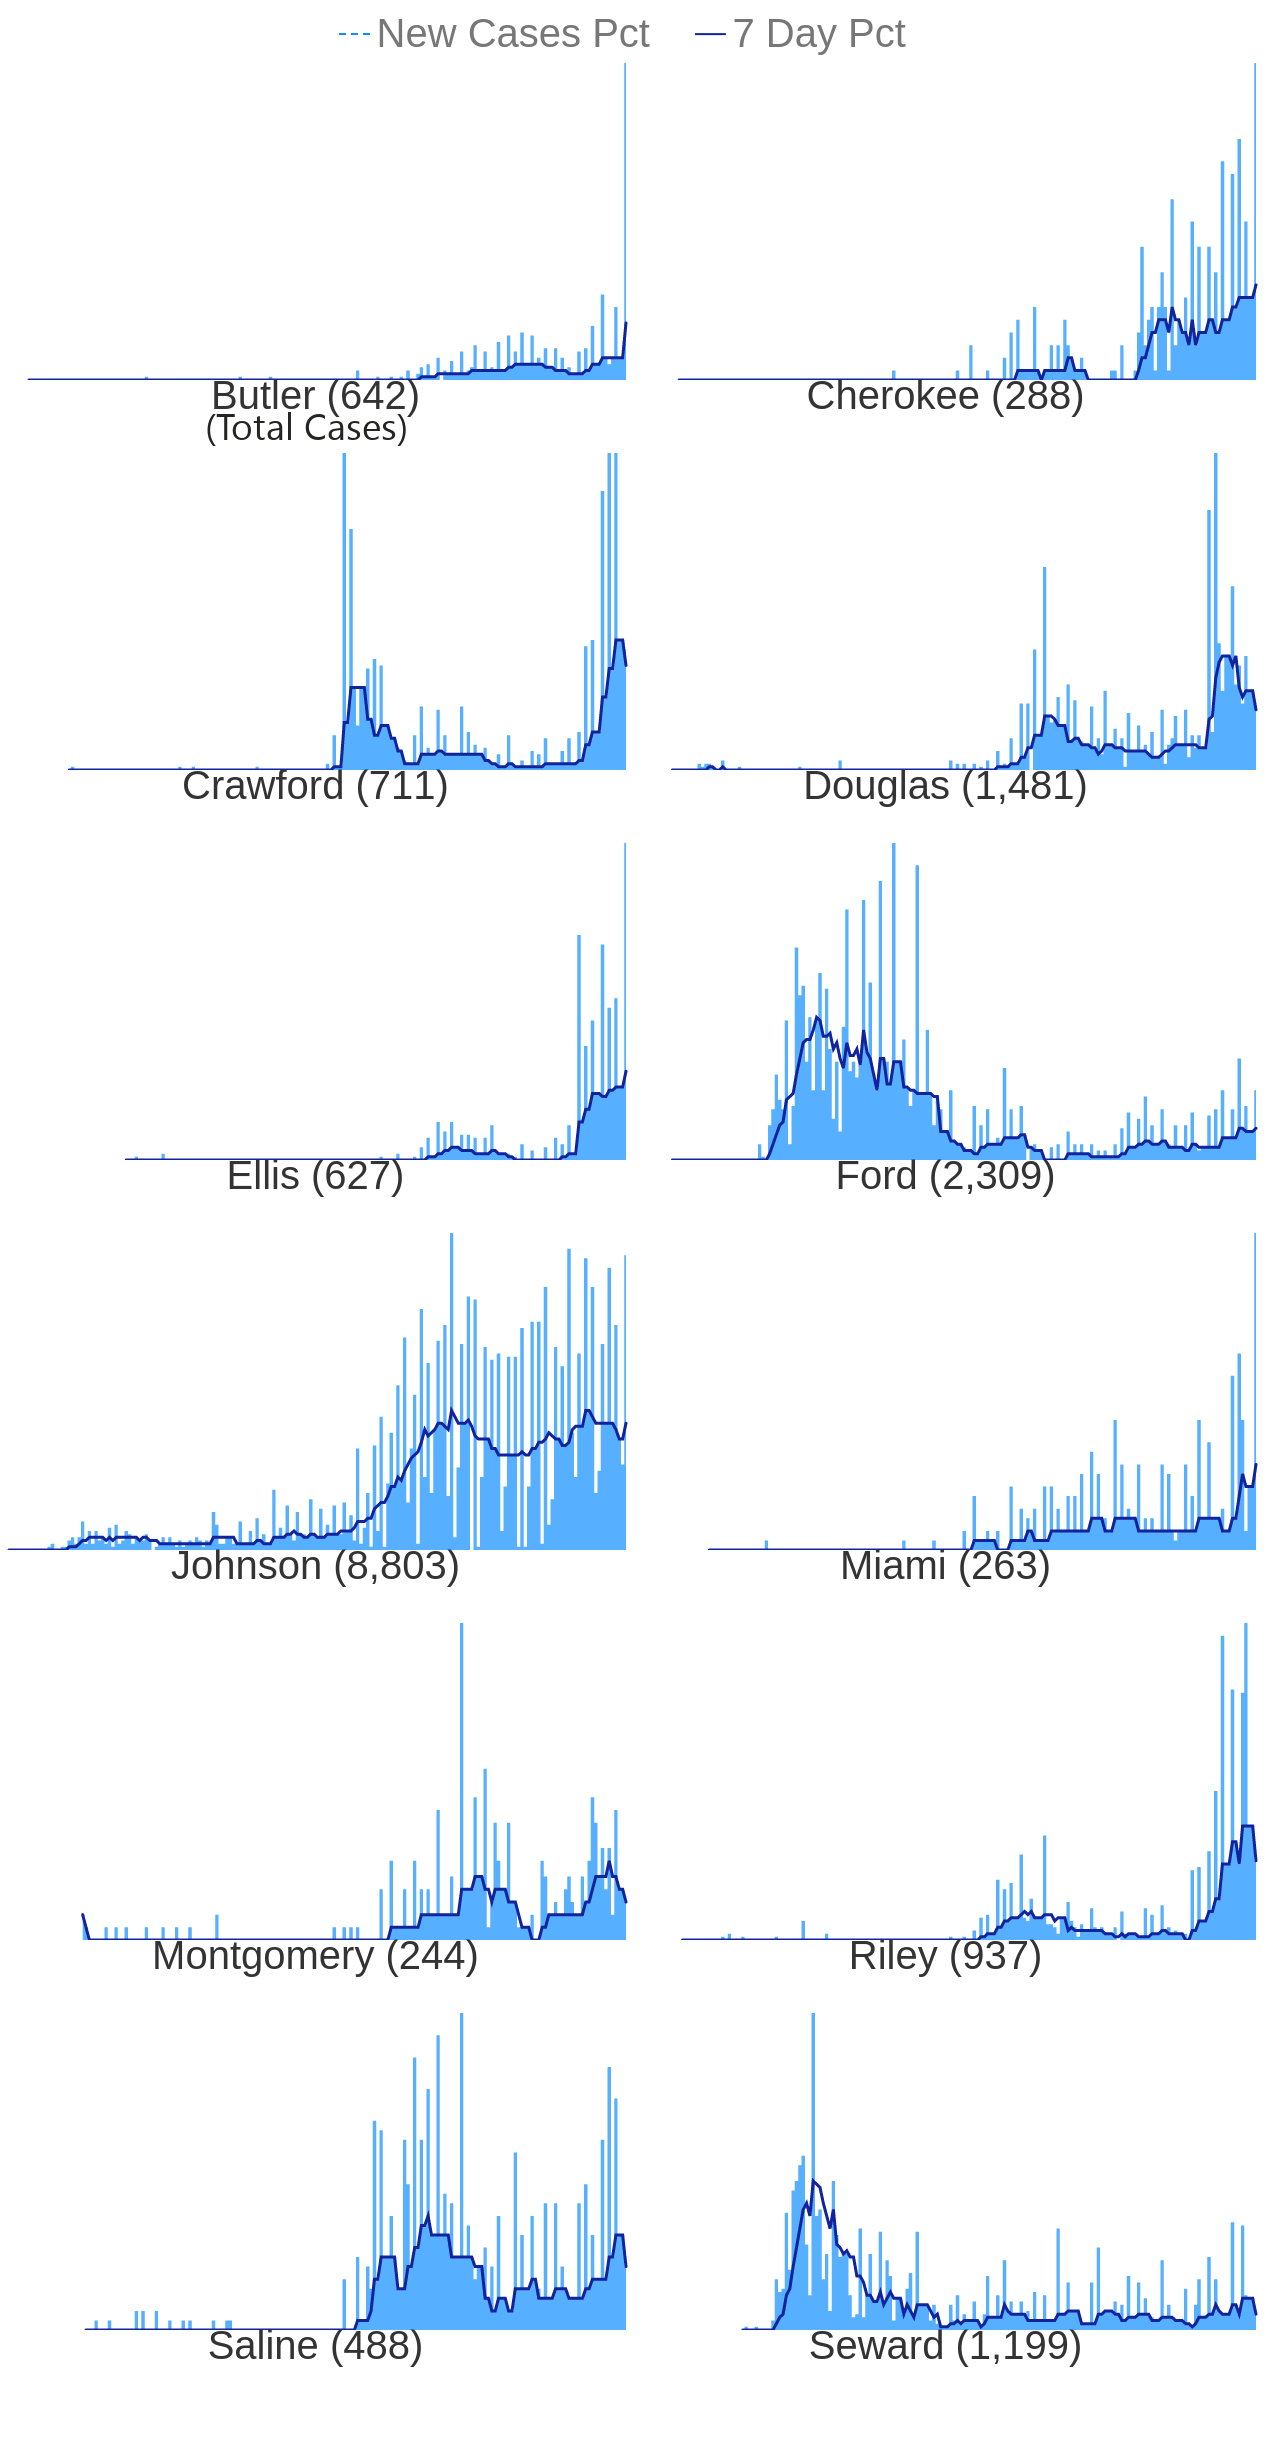 New Cases Pct 7 Day Pct
Butler (642) Cherokee (288)
(Total Cases)
Crawford (711) Douglas (1,481)
Ellis (627) Ford (2,309)
Johnson (8,803) Miami (263)
Montgomery (244) Riley (937)
Saline (488) Seward (1,199)